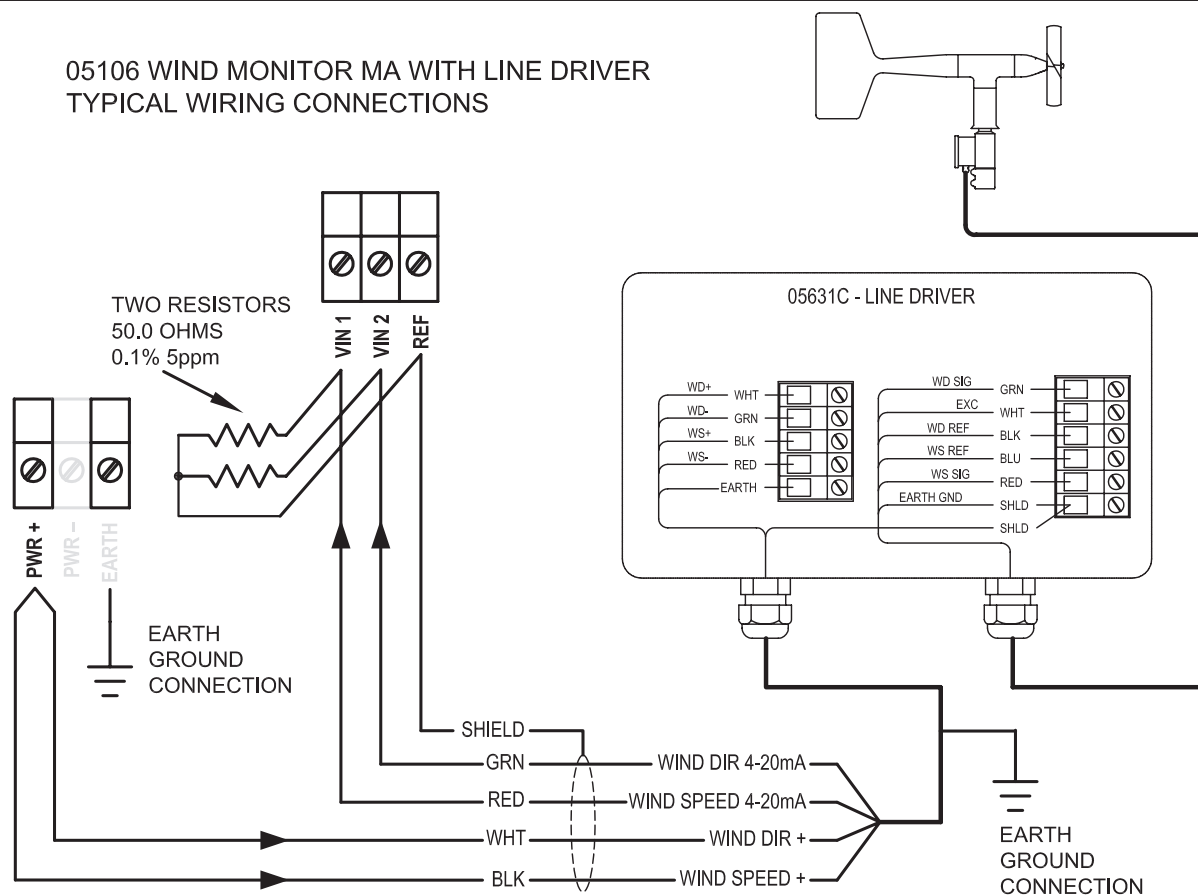 05106 WIND MONITOR MA WITH LINE DRIVER
TYPICAL WIRING CONNECTIONS
TWO RESISTORS
50.0 OHMS
0.1% 5ppm
VIN 1
VIN 2
REF
PWR +
PWR -
EARTH
EARTH
GROUND
CONNECTION
05631C - LINE DRIVER
WD+ WHT
WD- GRN
WS+ BLK
WS- RED
EARTH
WD SIG GRN
EXC WHT
WD REF BLK
WS REF BLU
WS SIG RED
EARTH GND SHLD
SHLD
SHIELD
GRN WIND DIR 4-20mA
RED WIND SPEED 4-20mA
WHT WIND DIR +
BLK WIND SPEED +
EARTH
GROUND
CONNECTION